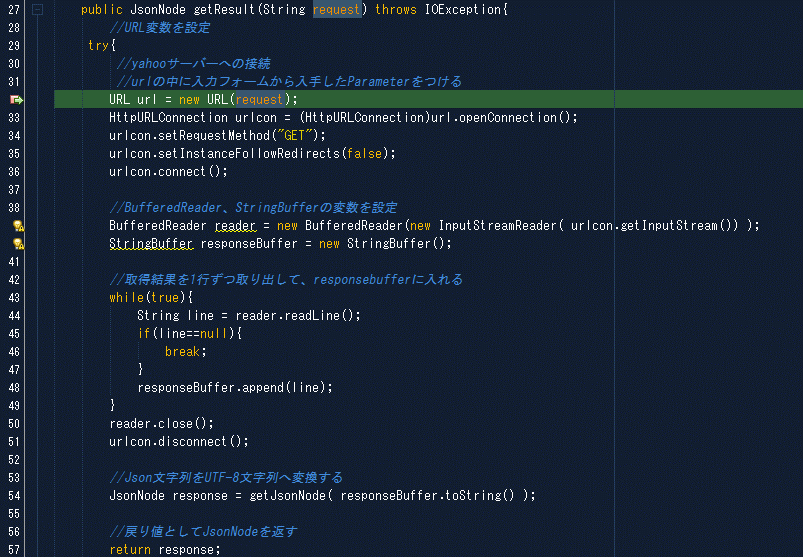 27 public JsonNode getResult(String request) throws IOException{
28 //URL変数を設定
29 try{
30 //yahooサーバーへの接続
31 //urlの中に入力フォームから入手したParameterをつける
URL url = new URL(request);
33 HttpURLConnection urlcon = (HttpURLConnection)url.openConnection();
34 urlcon.setRequestMethod("GET");
35 urlcon.setInstanceFollowRedirects(false);
36 urlcon.connect();
37
38 //BufferedReader、StringBufferの変数を設定
BufferedReader reader = new BufferedReader(new InputStreamReader( urlcon.getInputStream()) );
StringBuffer responseBuffer = new StringBuffer();
41
42 //取得結果を1行ずつ取り出して、responsebufferに入れる
43 while(true){
44 String line = reader.readLine();
45 if(line==null){
46 break;
47 }
48 responseBuffer.append(line);
49 }
50 reader.close();
51 urlcon.disconnect();
52
53 //Json文字列をUTF-8文字列へ変換する
54 JsonNode response = getJsonNode( responseBuffer.toString() );
55
56 //戻り値としてJsonNodeを返す
57 return response;